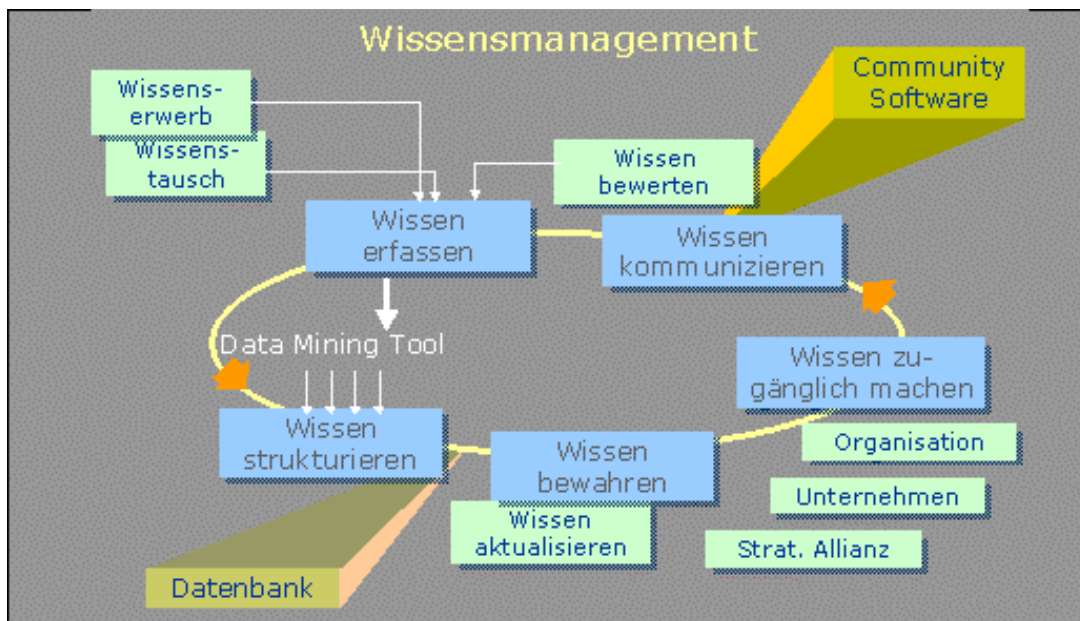 Wissensmanagement
Community
Software
Wissens-
erwerb
Wissens-
tausch
Wissen
bewerten
Wissen
erfassen
Wissen
kommunizieren
Data Mining Tool
Wissen zu-
gänglich machen
Wissen
strukturieren
Wissen
bewahren
Organisation
Unternehmen
Wissen
aktualisieren
Strat. Allianz
Datenbank